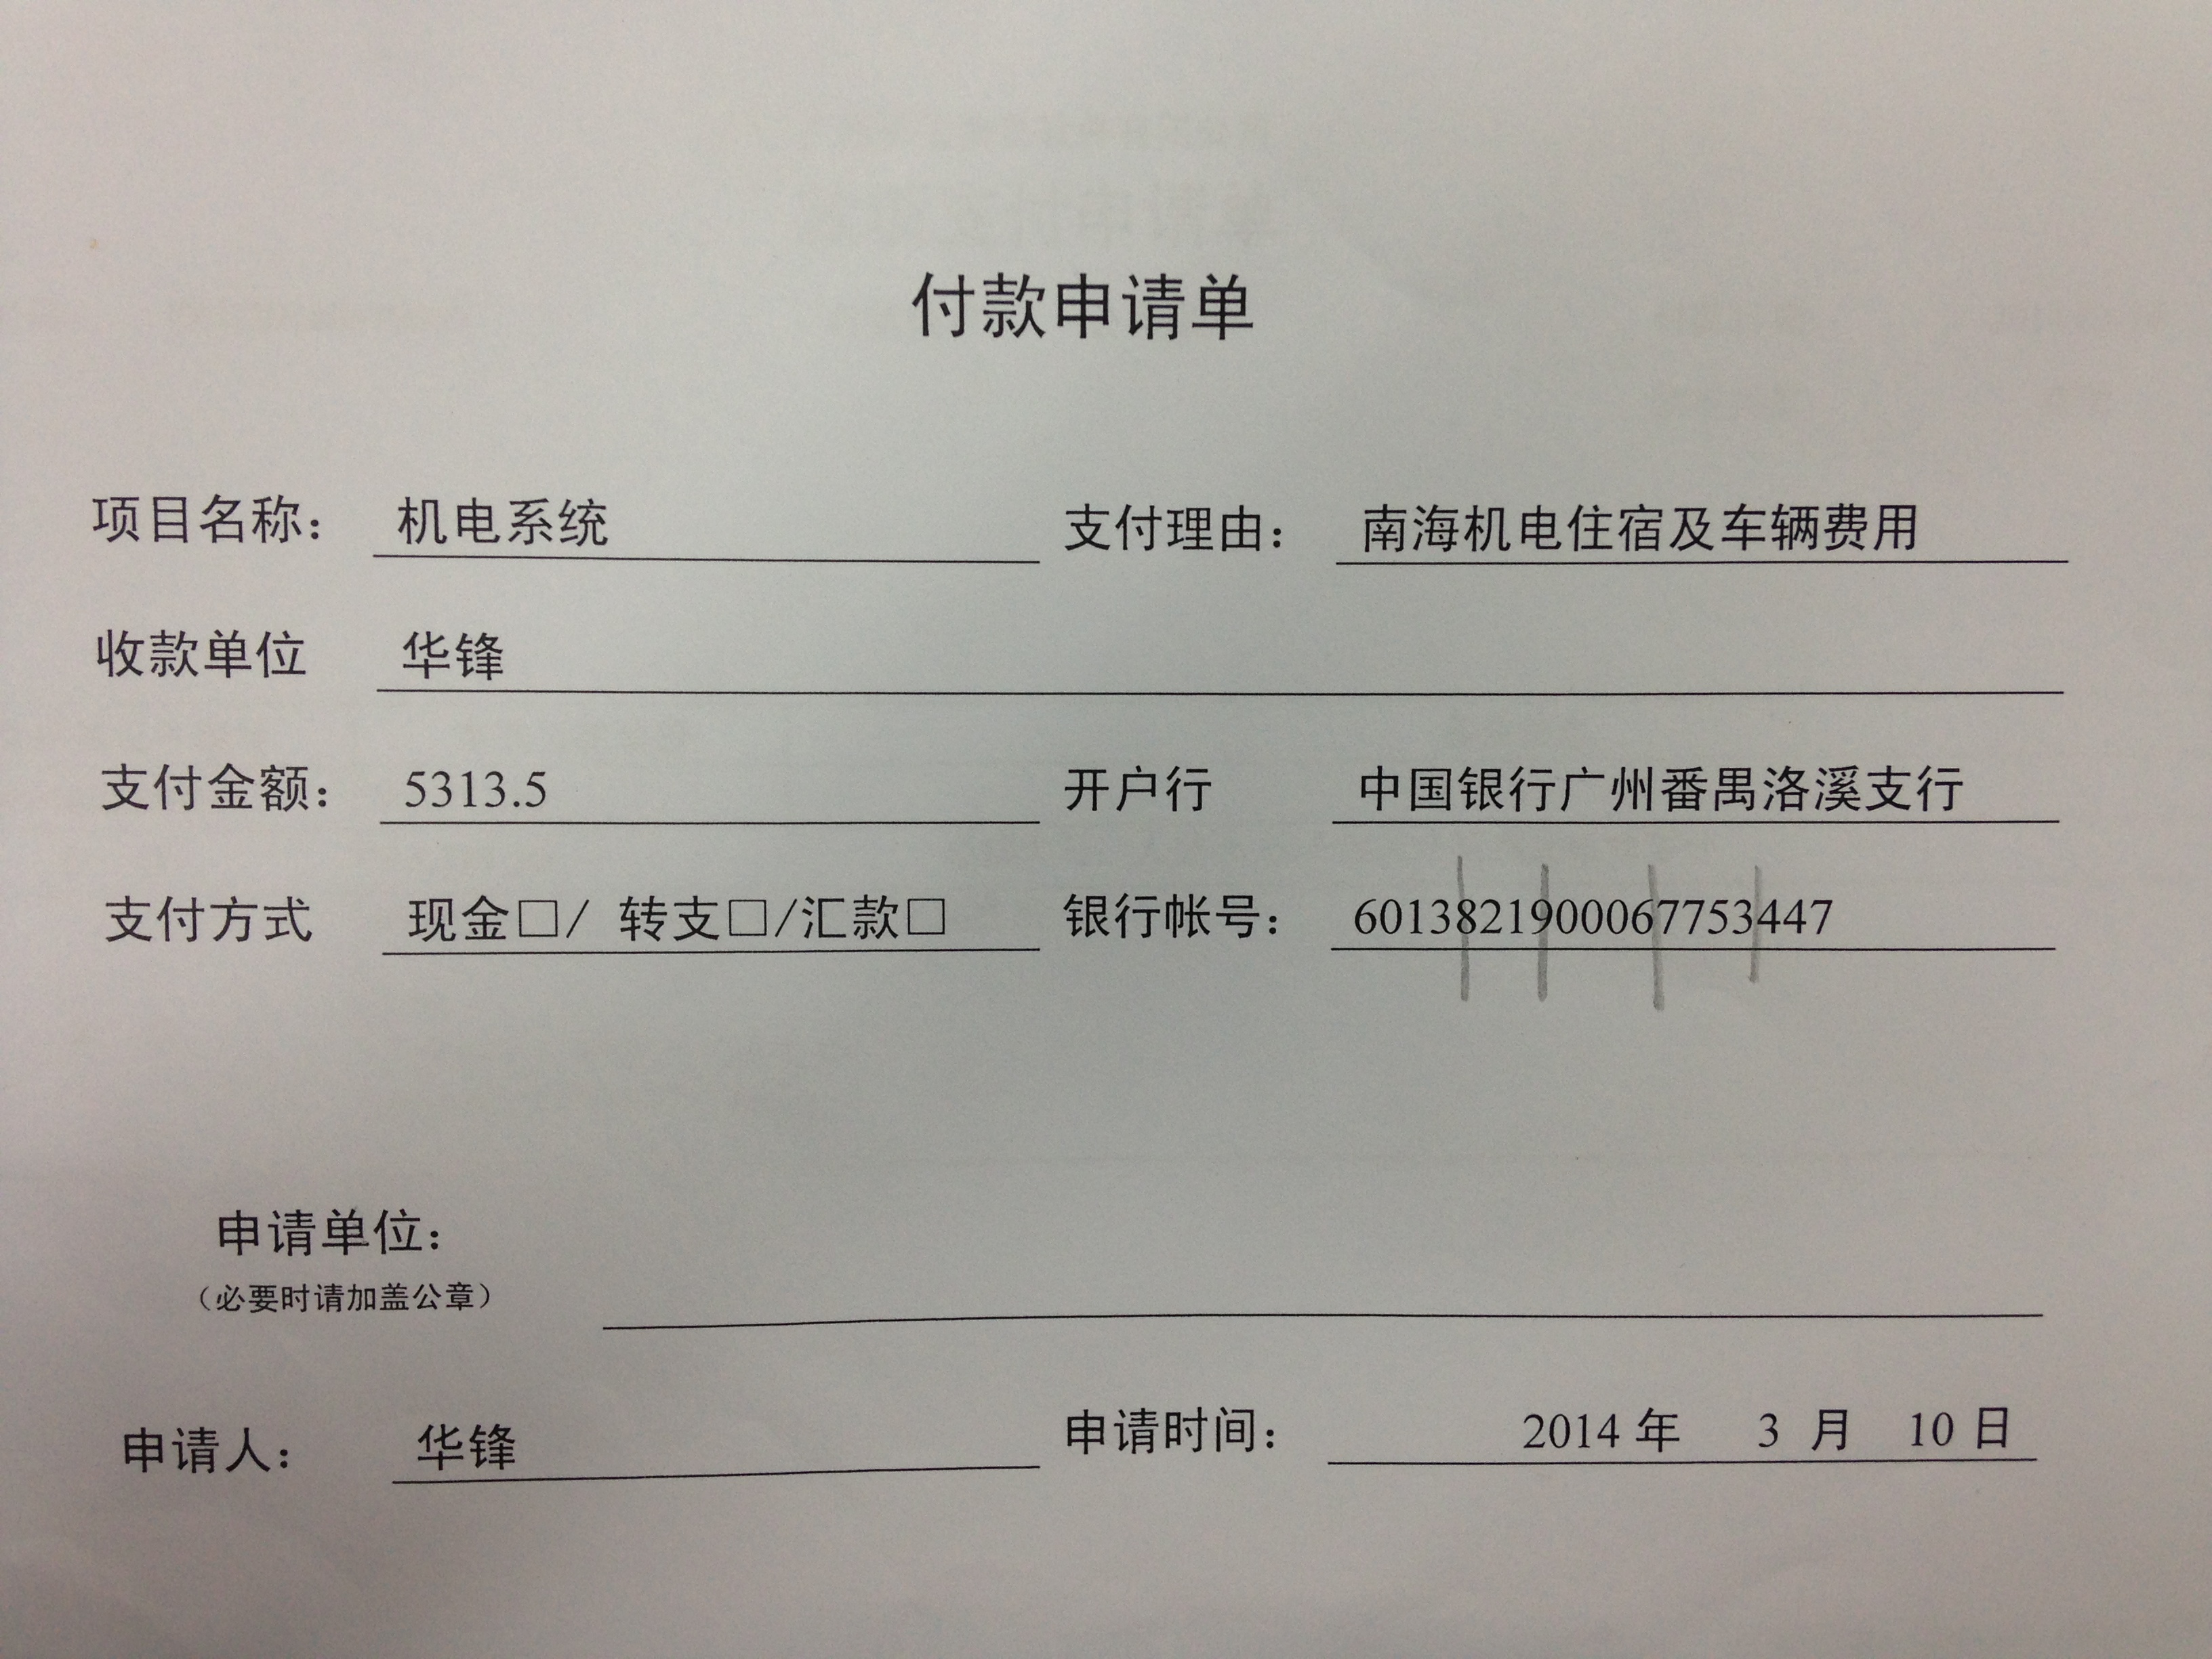 付款申请单
项目名称： 机电系统 支付理由： 南海机电住宿及车辆费用
收款单位 华锋
支付金额： 5313.5 开户行 中国银行广州番禺洛溪支行
支付方式 现金□/ 转支□/汇款□ 银行帐号： 6013821900067753447
申请单位：
（必要时请加盖公章）
申请人： 华锋 申请时间： 2014 年 3 月 10 日